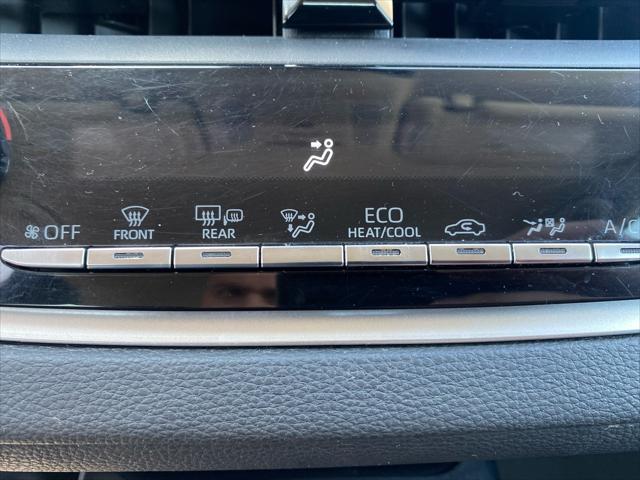 OFF
FRONT
REAR
ECO
HEAT/COOL
A/C